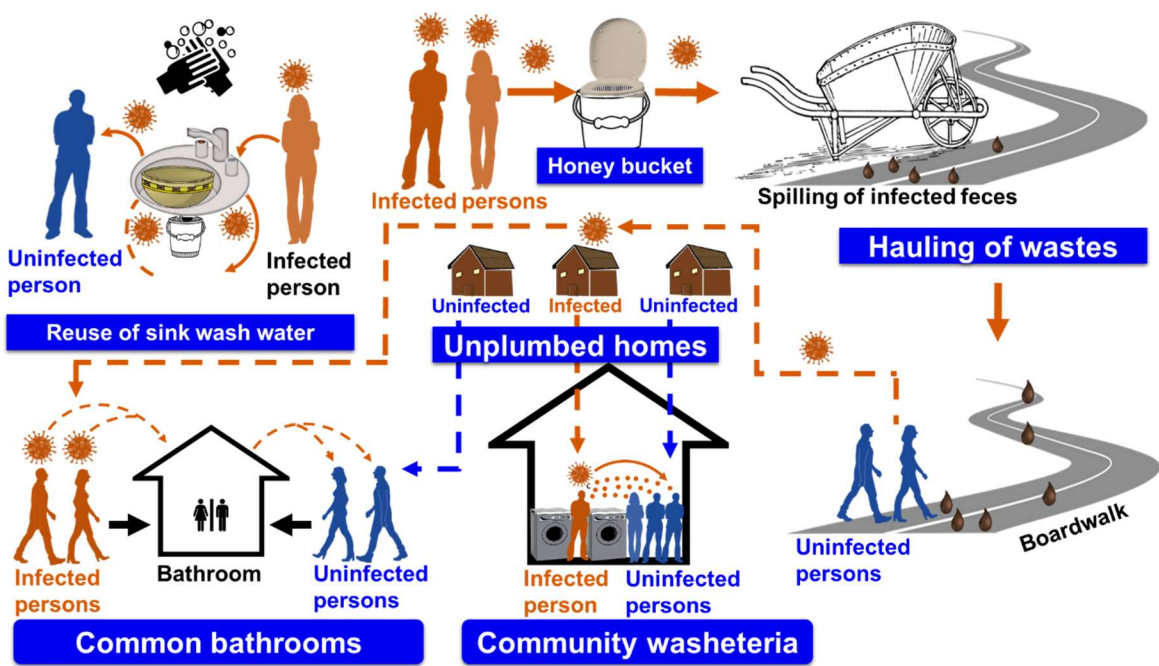 Honey bucket
Infected persons
Spilling of infected feces
Hauling of wastes
Uninfected
person
Infected
person
Reuse of sink wash water
Uninfected
Infected
Uninfected
Unplumbed homes
Boardwalk
Uninfected
persons
Infected
persons
Bathroom
Uninfected
persons
Common bathrooms
Infected
person
Uninfected
persons
Community washeteria